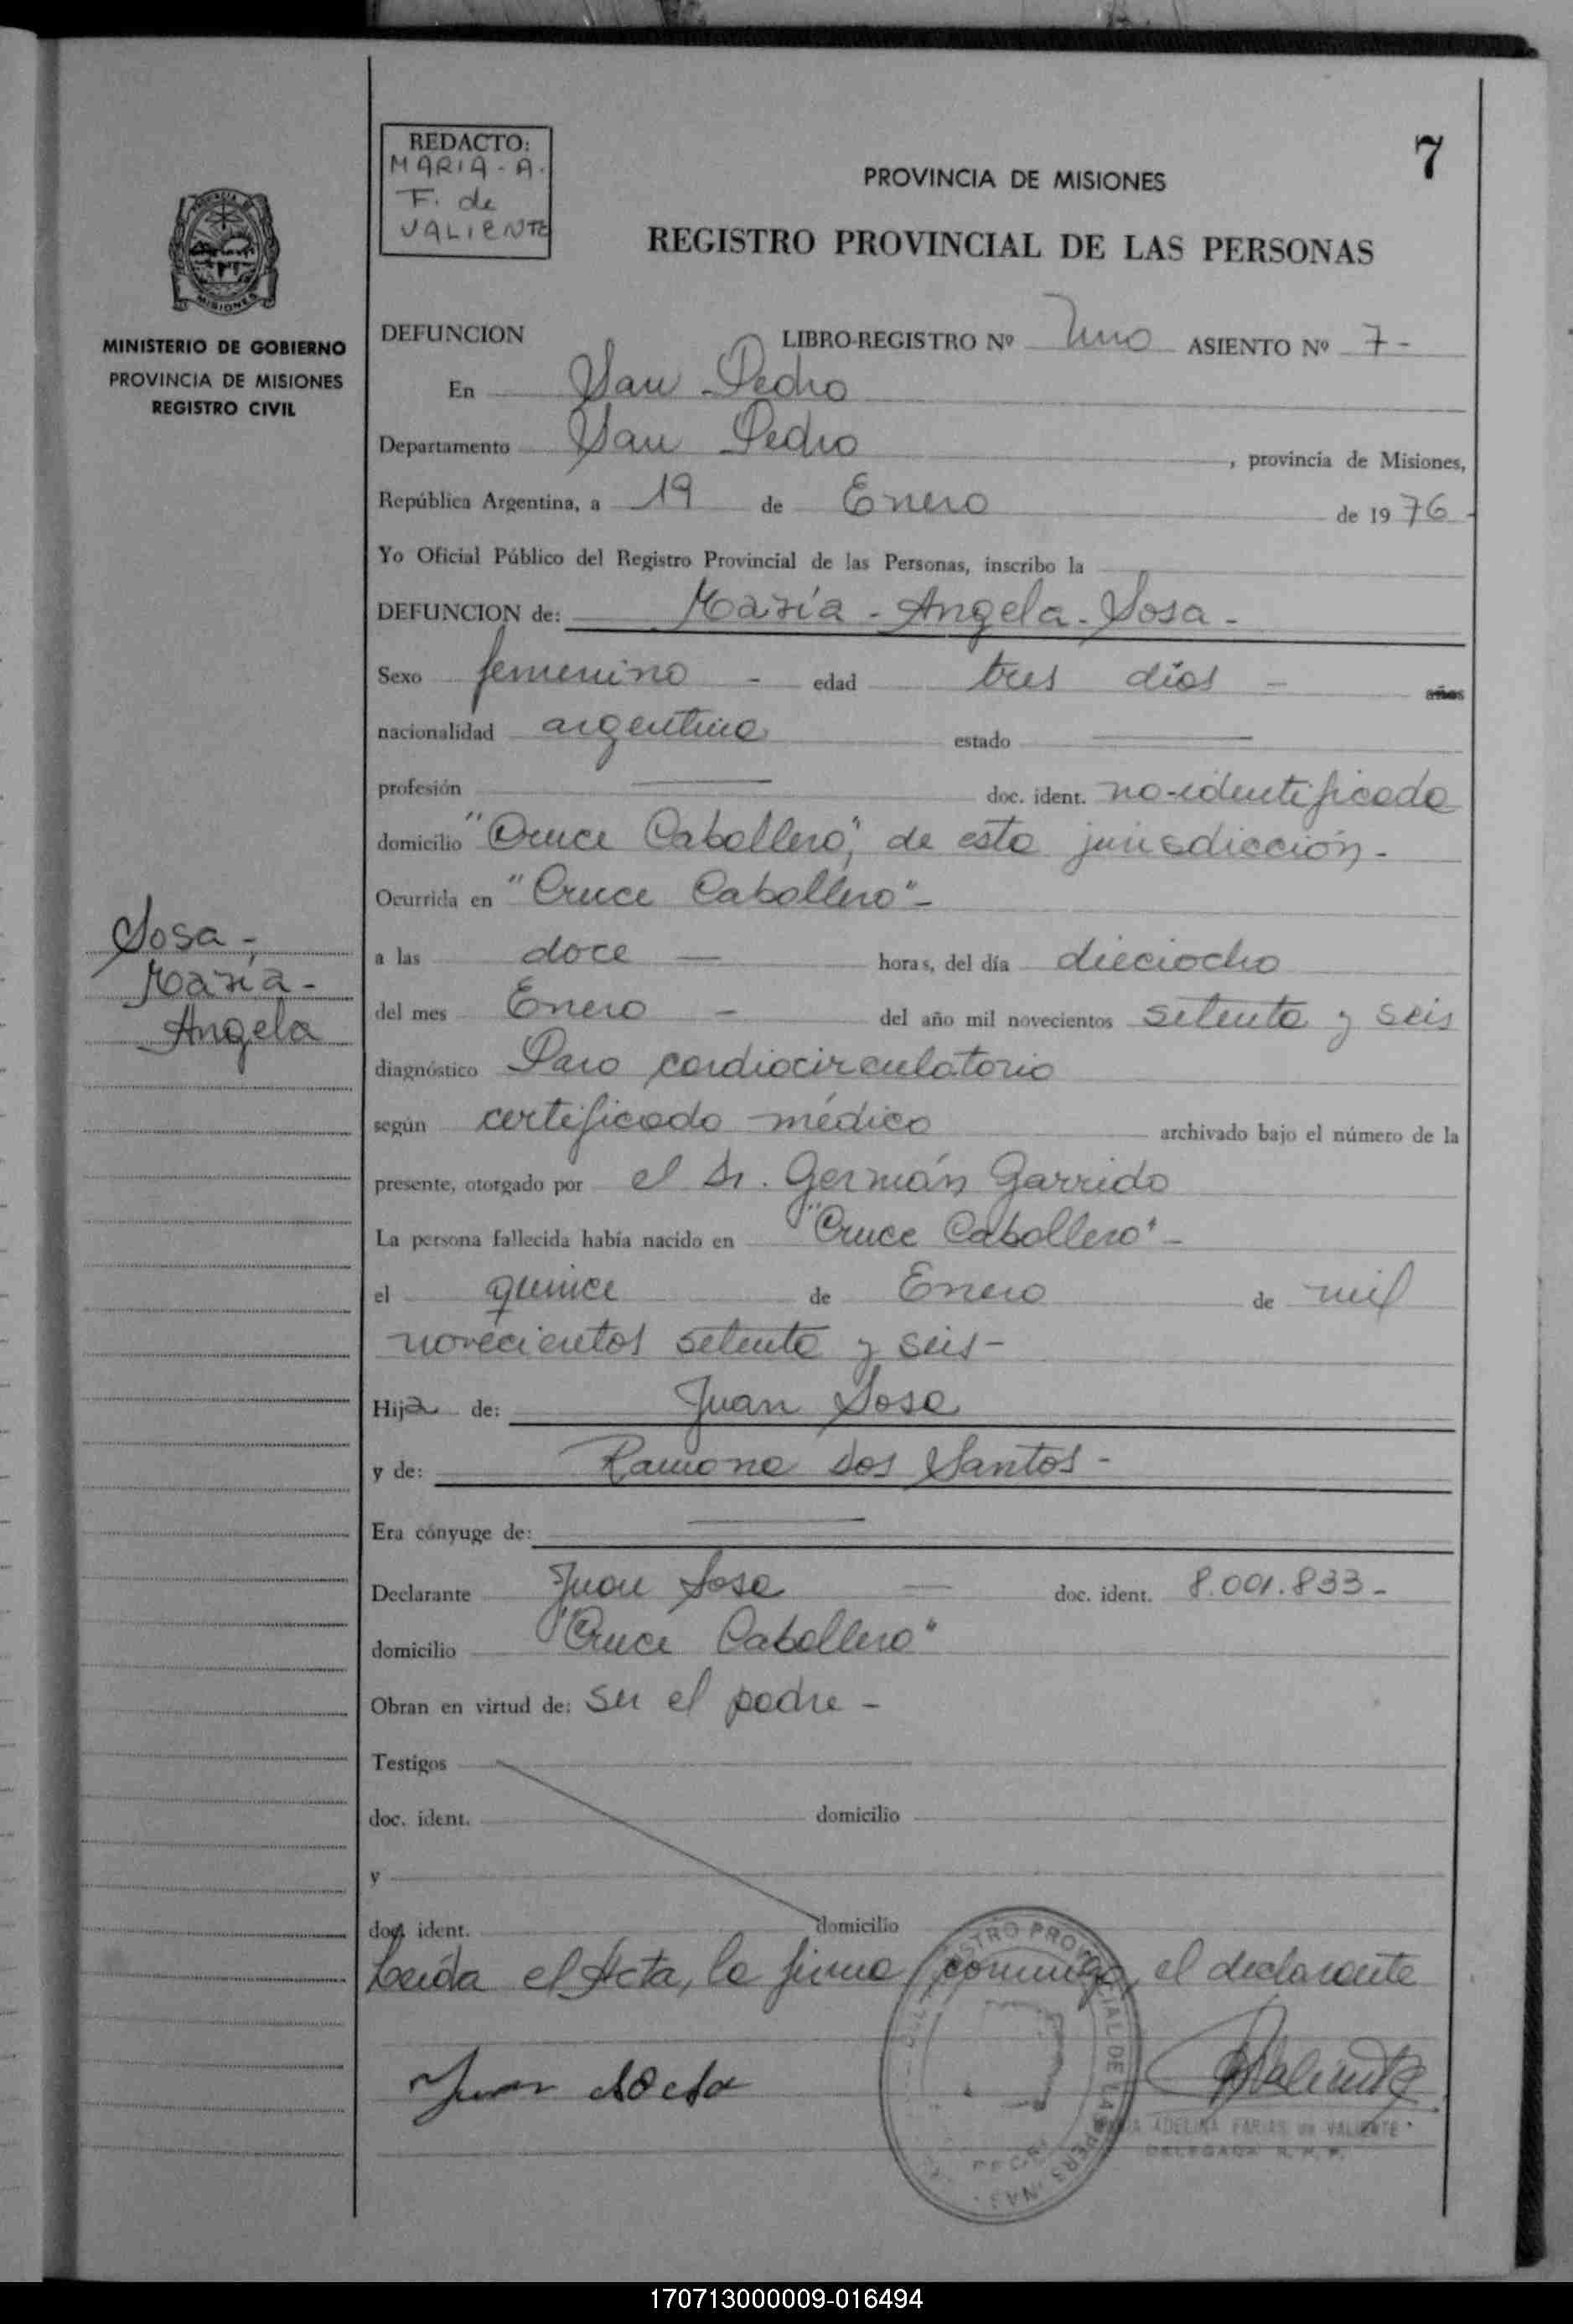 7
REDACTO:
MARIA - A.
F. de
VALIENTE
PROVINCIA DE MISIONES
REGISTRO PROVINCIAL DE LAS PERSONAS
MISIONES
MINISTERIO DE GOBIERNO
PROVINCIA DE MISIONES
REGISTRO CIVIL
DEFUNCION LIBRO-REGISTRO Nº Uno ASIENTO Nº 7-
En San Pedro
Departamento San Pedro , provincia de Misiones,
República Argentina, a 19 de Enero de 1976 -
Yo Oficial Público del Registro Provincial de las Personas, inscribo la
DEFUNCION de: María - Angela - Sosa -
Sexo femenino - edad tres días - años
nacionalidad argentina estado
profesión doc. ident. no-identificada
domicilio "Cruce Caballero", de esta jurisdicción -
Ocurrida en "Cruce Caballero" -
a las doce — horas, del día dieciocho
del mes Enero - del año mil novecientos setenta y seis
diagnóstico Paro cardiocirculatorio
según certificado médico archivado bajo el número de la
presente, otorgado por el Dr. Germán Garrido
La persona fallecida había nacido en "Cruce Caballero" -
el quince de Enero de mil
novecientos setenta y seis -
Hija de: Juan Sosa
y de: Ramona Dos Santos -
Era cónyuge de:
Declarante Juan Sosa — doc. ident. 8.001.833 -
domicilio "Cruce Caballero"
Obran en virtud de: ser el padre -
Testigos
doc. ident. domicilio
y
doc. ident. domicilio
Leída el Acta, la firma conmigo, el declarante
Sosa -
María -
Angela
Juan Sosa
Valiente
ADELINA FARIAS DE VALIENTE
DELEGADA R. P. P.
170713000009-016494